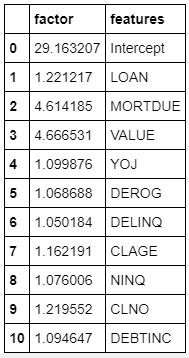 factor features
0 29.163207 Intercept
1 1.221217 LOAN
2 4.614185 MORTDUE
3 4.666531 VALUE
4 1.099876 YOJ
5 1.068688 DEROG
6 1.050184 DELINQ
7 1.162191 CLAGE
8 1.076006 NINQ
9 1.219552 CLNO
10 1.094647 DEBTINC